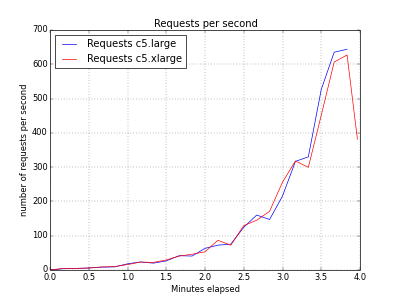 Requests per second
700
600
500
400
300
200
100
0
number of requests per second
Requests c5.large
Requests c5.xlarge
0.0 0.5 1.0 1.5 2.0 2.5 3.0 3.5 4.0
Minutes elapsed